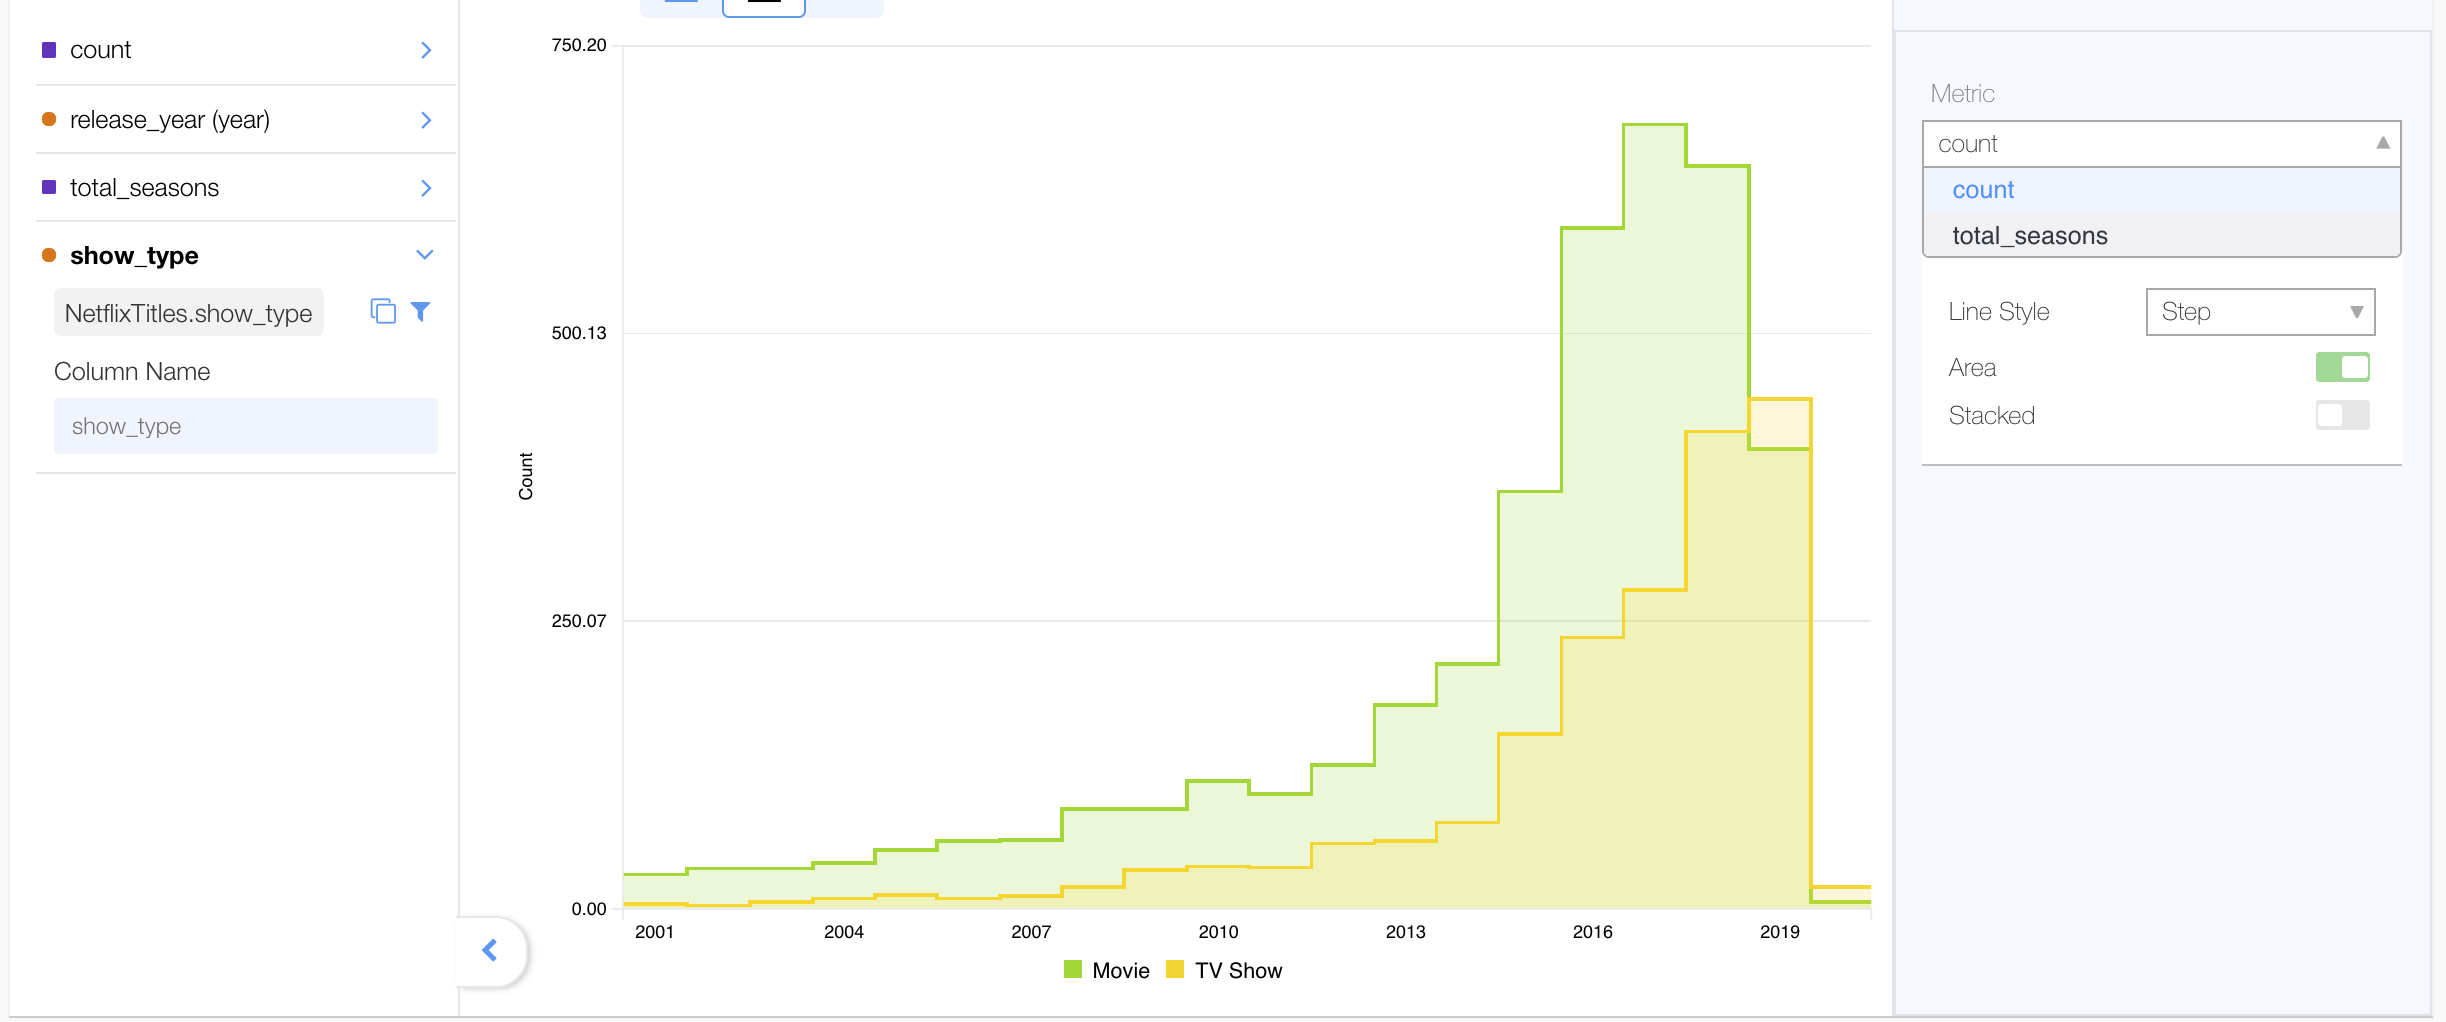 count
release_year (year)
total_seasons
show_type
NetflixTitles.show_type
Column Name
show_type
750.20
500.13
250.07
0.00
Count
2001 2004 2007 2010 2013 2016 2019
Movie TV Show
Metric
count
count
total_seasons
Line Style Step
Area
Stacked